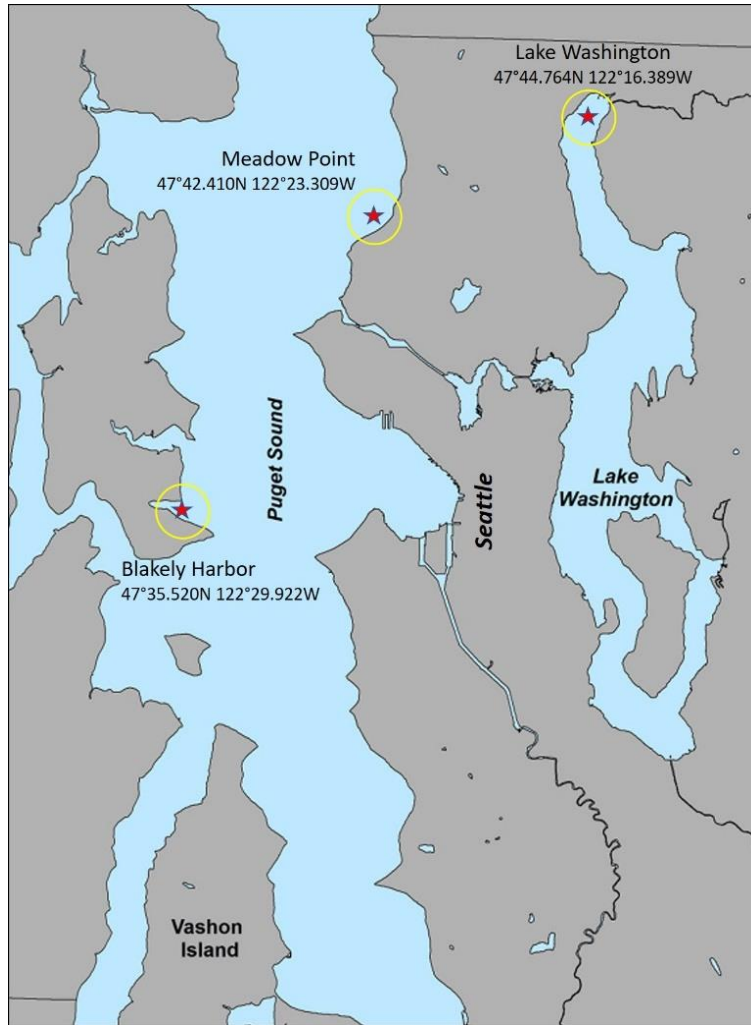 Lake Washington
47°44.764N 122°16.389W
Meadow Point
47°42.410N 122°23.309W
Puget Sound
Seattle
Lake
Washington
Blakely Harbor
47°35.520N 122°29.922W
Vashon
Island